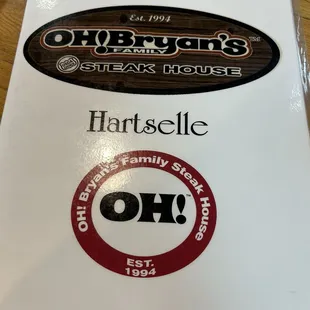 Est. 1994
OH!Bryan's
FAMILY
STEAK HOUSE
Hartselle
OH! Bryan's Family Steak House
OH!
EST.
1994